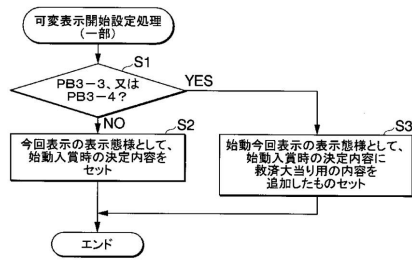 可変表示開始設定処理
(一部)
S1
PB3-3、又は
PB3-4?
YES
NO
S2
今回表示の表示態様として、
始動入賞時の決定内容を
セット
S3
始動今回表示の表示態様として、
始動入賞時の決定内容に
救済大当り用の内容を
追加したものセット
エンド